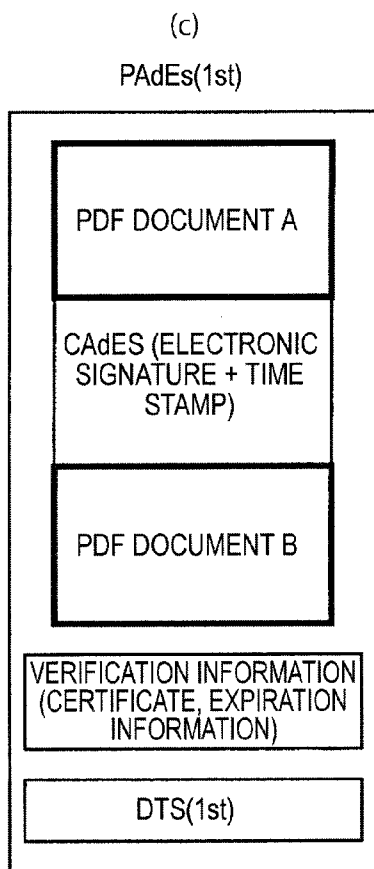 (c)
PAdEs(1st)
PDF DOCUMENT A
CAdES (ELECTRONIC
SIGNATURE + TIME
STAMP)
PDF DOCUMENT B
VERIFICATION INFORMATION
(CERTIFICATE, EXPIRATION
INFORMATION)
DTS(1st)